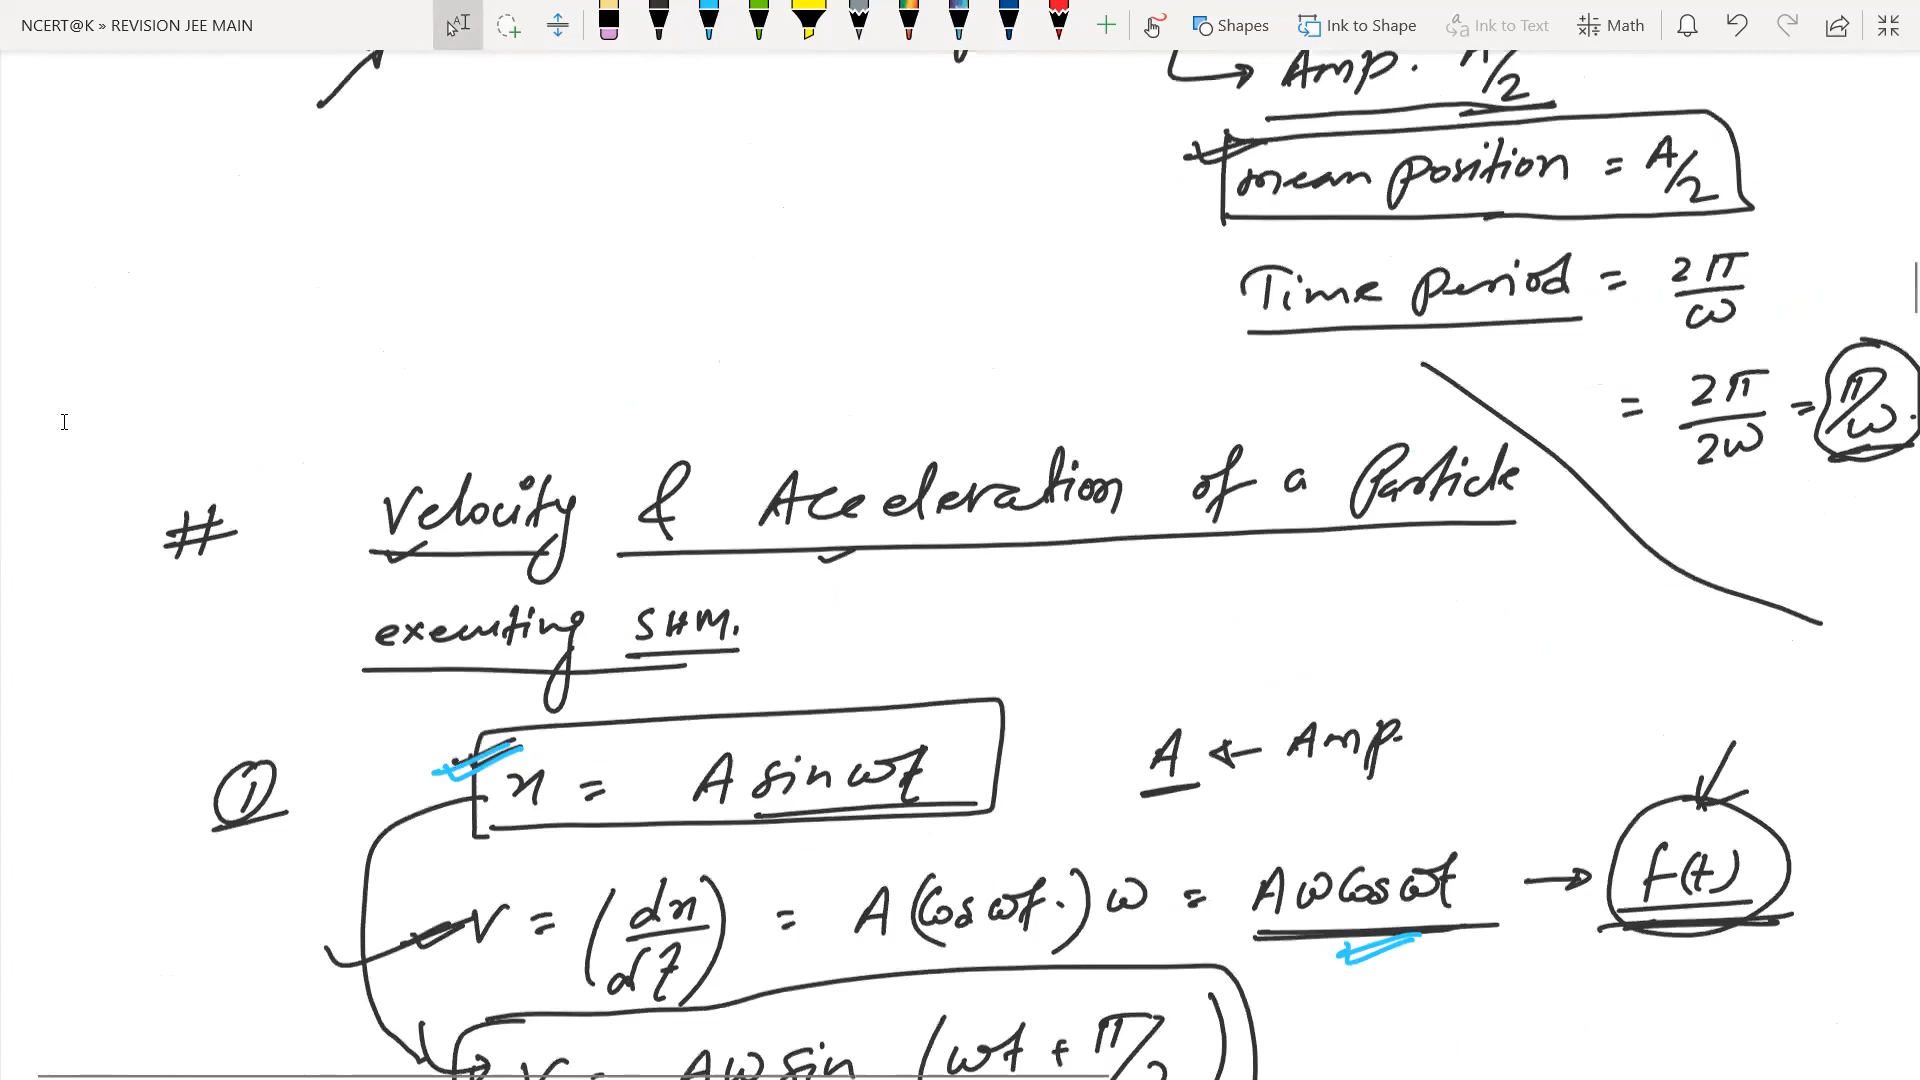 NCERT@K » REVISION JEE MAIN
Shapes
Ink to Shape
Ink to Text
Math
Amp. A/2
mean position = A/2
Time Period = 2π/ω
= 2π/2ω = π/ω.
# Velocity & Acceleration of a Particle
executing SHM.
① x = A sin ωt A ← Amp.
v = (dx/dt) = A (cos ωt.) ω = Aω cos ωt → f(t)
v = Aω sin (ωt + π/2)